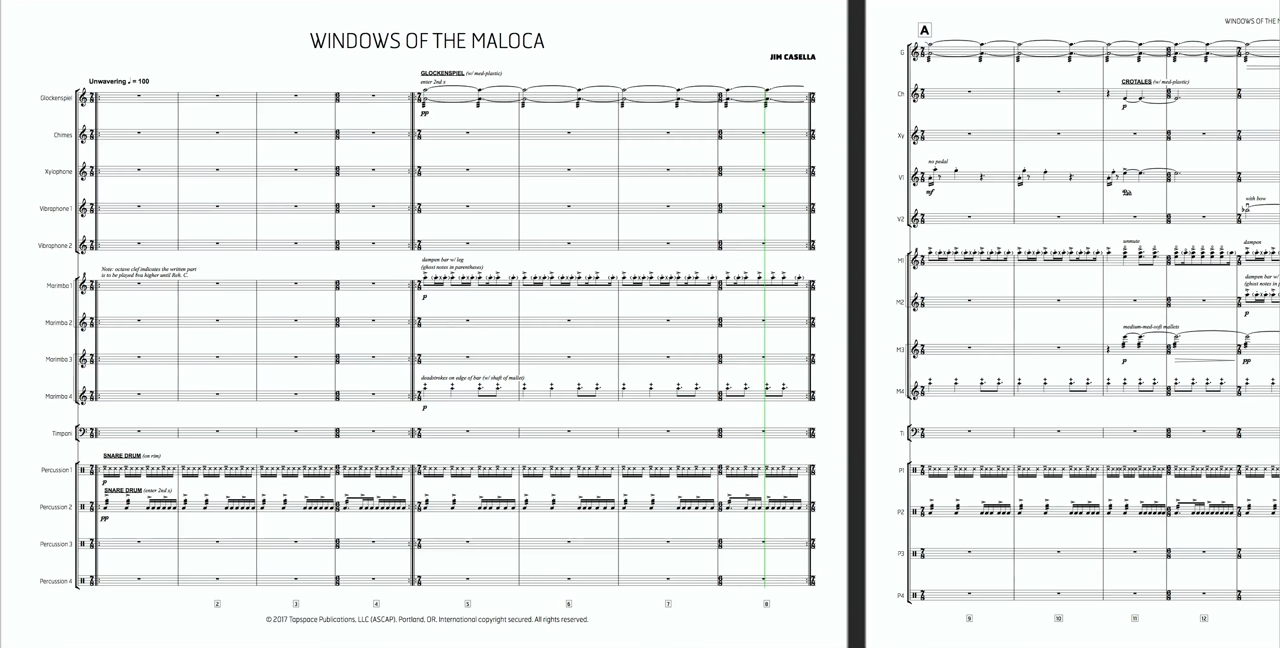 WINDOWS OF THE MALOCA
JIM CASELLA
Unwavering ♩ = 100
GLOCKENSPIEL (w/ med-plastic)
enter 2nd x
Glockenspiel
pp
Chimes
Xylophone
Vibraphone 1
Vibraphone 2
Note: octave clef indicates the written part
is to be played 8va higher until Reh. C.
dampen bar w/ leg
(ghost notes in parentheses)
Marimba 1
p
Marimba 2
Marimba 3
deadstrokes on edge of bar (w/ shaft of mallet)
Marimba 4
p
Timpani
SNARE DRUM (on rim)
Percussion 1
p
SNARE DRUM (enter 2nd x)
Percussion 2
pp
Percussion 3
Percussion 4
2 3 4 5 6 7 8
© 2017 Tapspace Publications, LLC (ASCAP). Portland, OR. International copyright secured. All rights reserved.
WINDOWS OF THE
A
G
CROTALES (w/ med-plastic)
Ch
p
Xy
no pedal
V1
mf
with bow
V2
unmute
dampen
M1
dampen bar w/
(ghost notes in
M2
p
medium-med-soft mallets
M3
p pp
M4
Ti
P1
P2
P3
P4
9 10 11 12